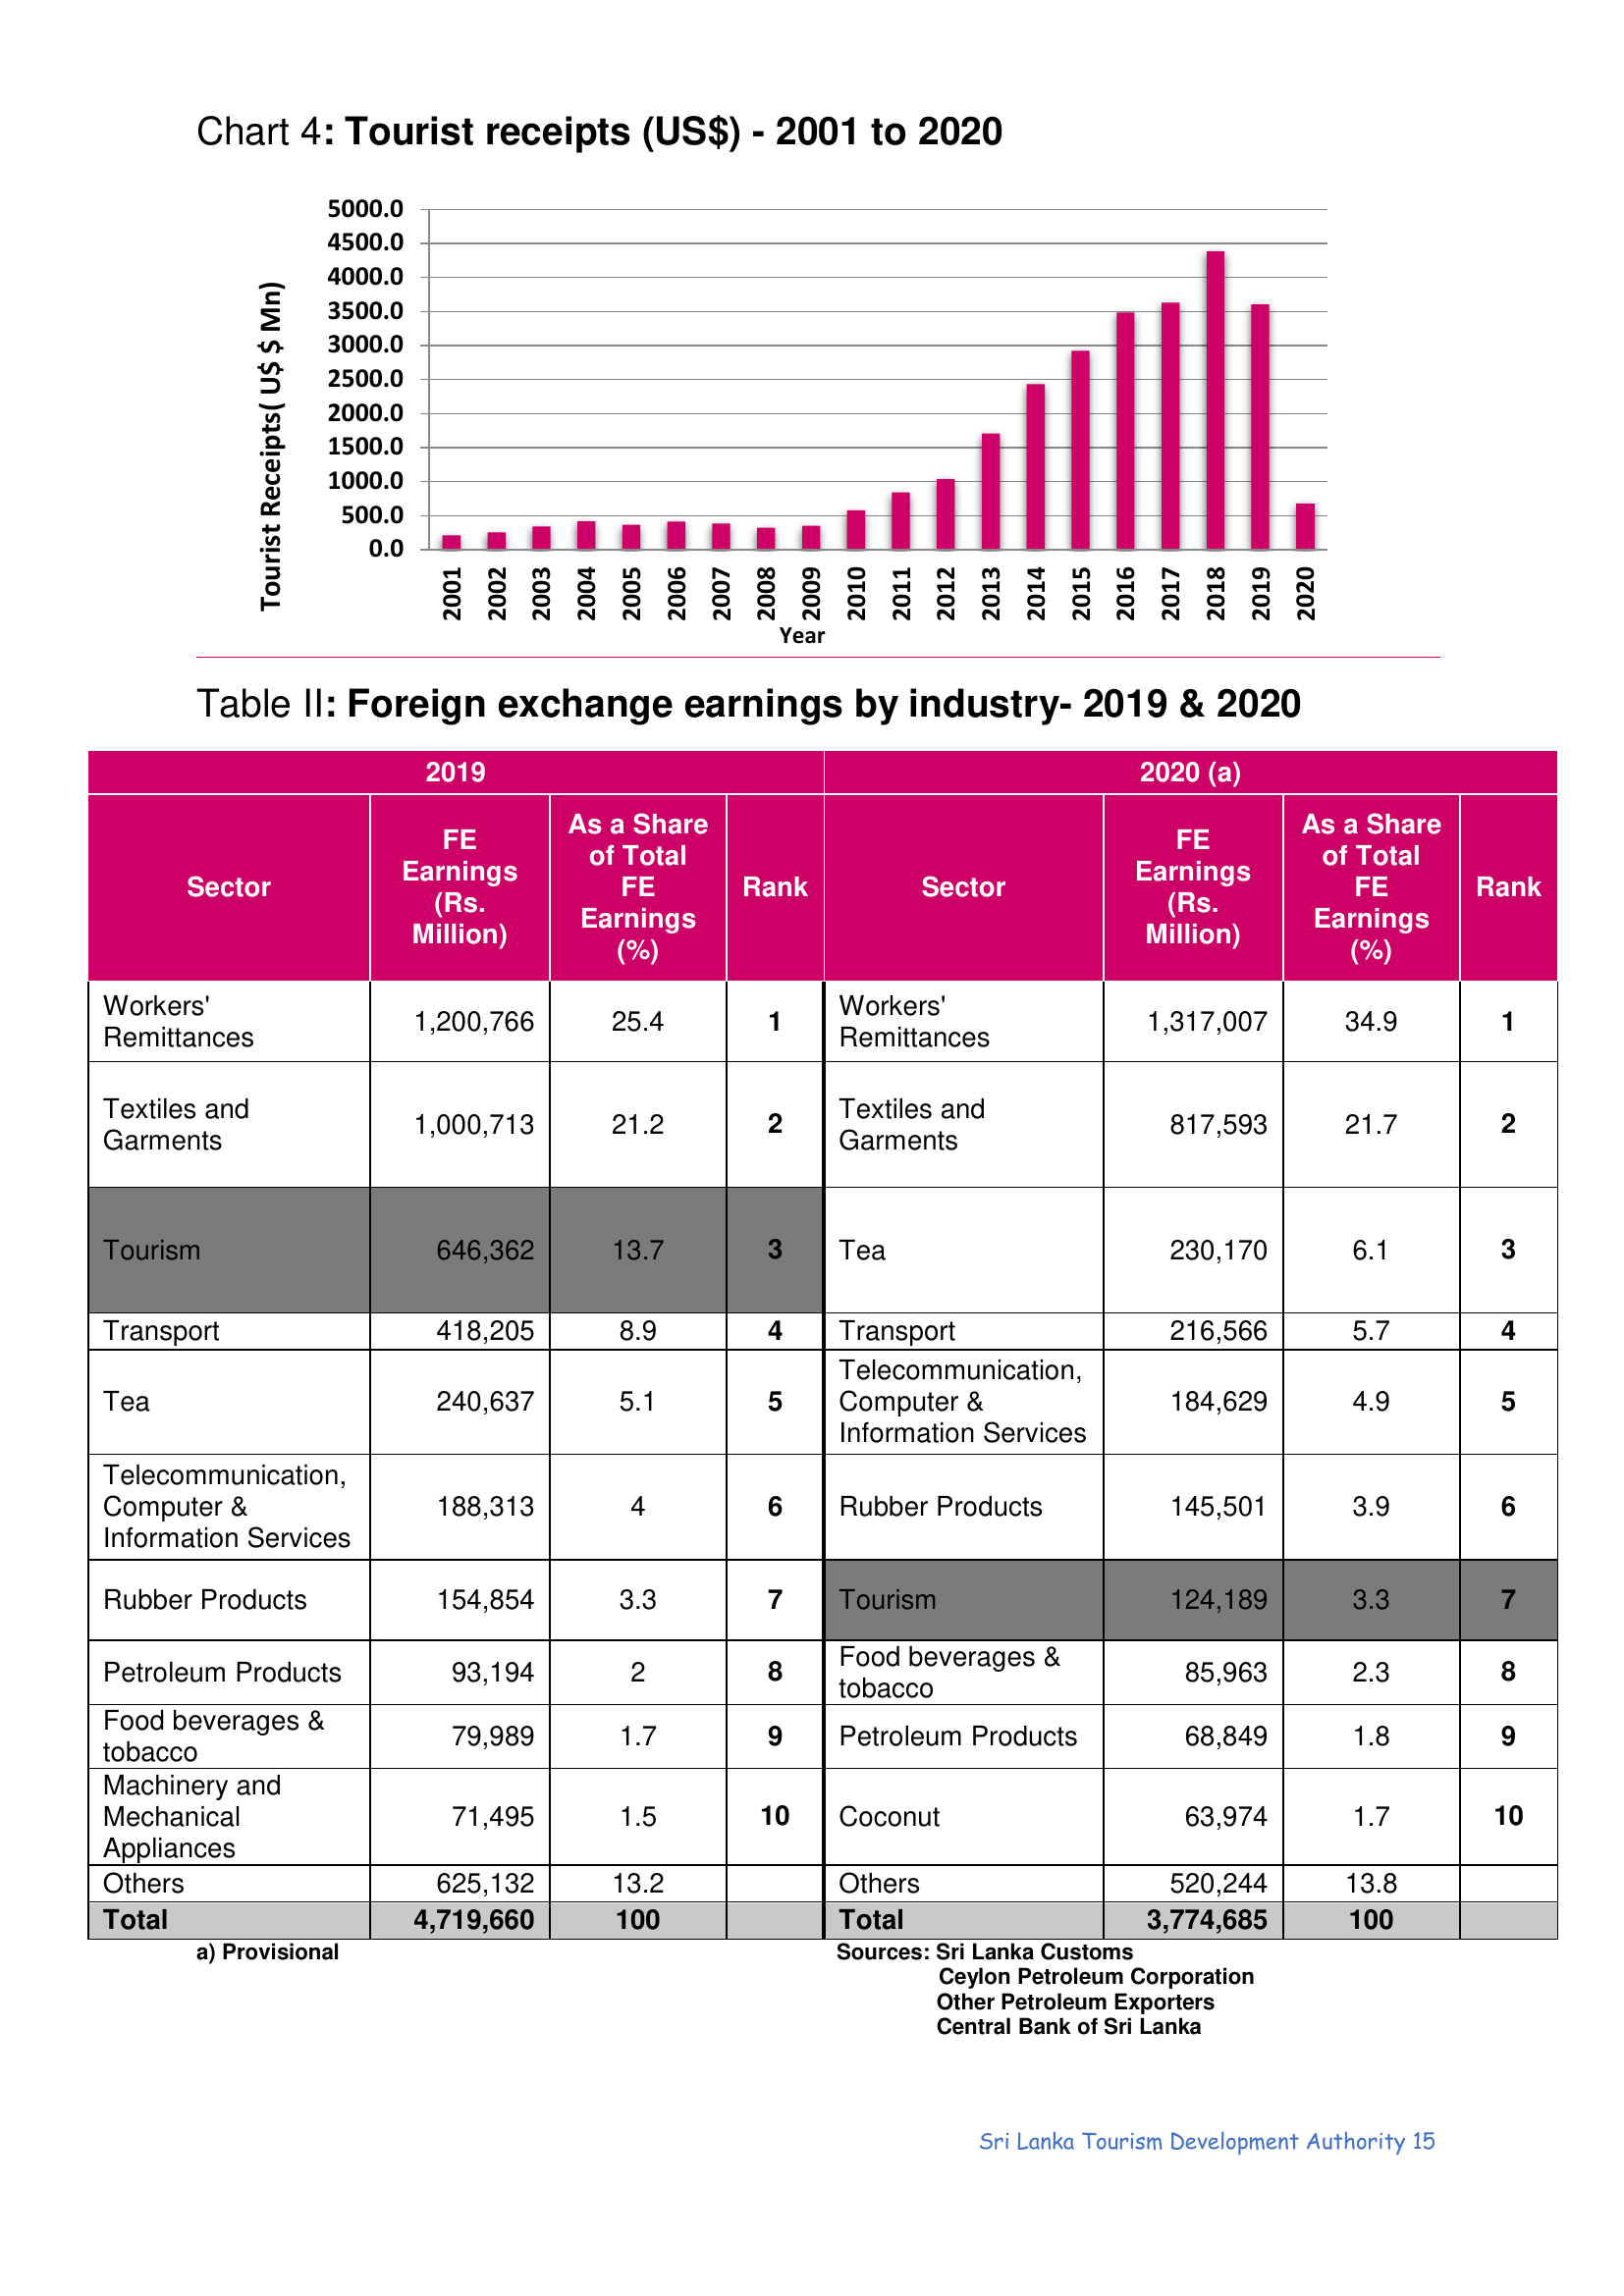 Chart 4: Tourist receipts (US$) - 2001 to 2020
5000.0
4500.0
4000.0
3500.0
3000.0
2500.0
2000.0
1500.0
1000.0
500.0
0.0
Tourist Receipts( U$ $ Mn)
2001 2002 2003 2004 2005 2006 2007 2008 2009 2010 2011 2012 2013 2014 2015 2016 2017 2018 2019 2020
Year
Table II: Foreign exchange earnings by industry- 2019 & 2020
2019 2020 (a)
Sector
FE
Earnings
(Rs.
Million)
As a Share
of Total
FE
Earnings
(%)
Rank
Sector
FE
Earnings
(Rs.
Million)
As a Share
of Total
FE
Earnings
(%)
Rank
Workers'
Remittances
1,200,766 25.4 1
Workers'
Remittances
1,317,007 34.9 1
Textiles and
Garments
1,000,713 21.2 2
Textiles and
Garments
817,593 21.7 2
Tourism 646,362 13.7 3 Tea 230,170 6.1 3
Transport 418,205 8.9 4 Transport 216,566 5.7 4
Tea 240,637 5.1 5
Telecommunication,
Computer &
Information Services
184,629 4.9 5
Telecommunication,
Computer &
Information Services
188,313 4 6
Rubber Products 145,501 3.9 6
Rubber Products 154,854 3.3 7 Tourism 124,189 3.3 7
Petroleum Products 93,194 2 8
Food beverages &
tobacco
85,963 2.3 8
Food beverages &
tobacco
79,989 1.7 9
Petroleum Products 68,849 1.8 9
Machinery and
Mechanical
Appliances
71,495 1.5 10
Coconut 63,974 1.7 10
Others 625,132 13.2 Others 520,244 13.8
Total 4,719,660 100 Total 3,774,685 100
a) Provisional
Sources: Sri Lanka Customs
Ceylon Petroleum Corporation
Other Petroleum Exporters
Central Bank of Sri Lanka
Sri Lanka Tourism Development Authority 15